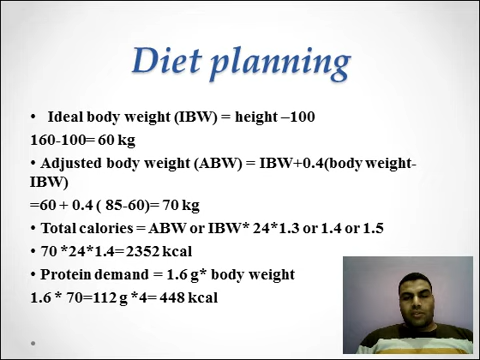 Diet planning
• Ideal body weight (IBW) = height –100
160-100= 60 kg
• Adjusted body weight (ABW) = IBW+0.4(body weight-
IBW)
=60 + 0.4 ( 85-60)= 70 kg
• Total calories = ABW or IBW* 24*1.3 or 1.4 or 1.5
• 70 *24*1.4= 2352 kcal
• Protein demand = 1.6 g* body weight
1.6 * 70=112 g *4= 448 kcal